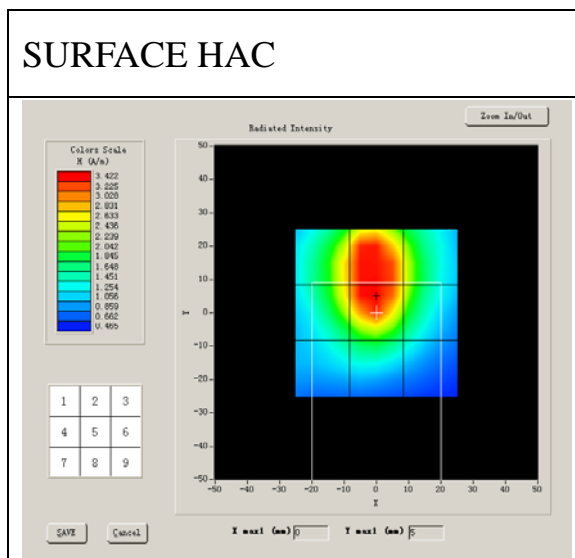 SURFACE HAC
Zoom In/Out
Radiated Intensity
Colors Scale
H (A/m)
3.422
3.225
3.028
2.831
2.633
2.436
2.239
2.042
1.845
1.648
1.451
1.254
1.056
0.859
0.662
0.465
50
40
30
20
10
0
-10
-20
-30
-40
-50
Y
-50 -40 -30 -20 -10 0 10 20 30 40 50
X
1 2 3
4 5 6
7 8 9
SAVE Cancel
X max1 (mm) 0 Y max1 (mm) 5